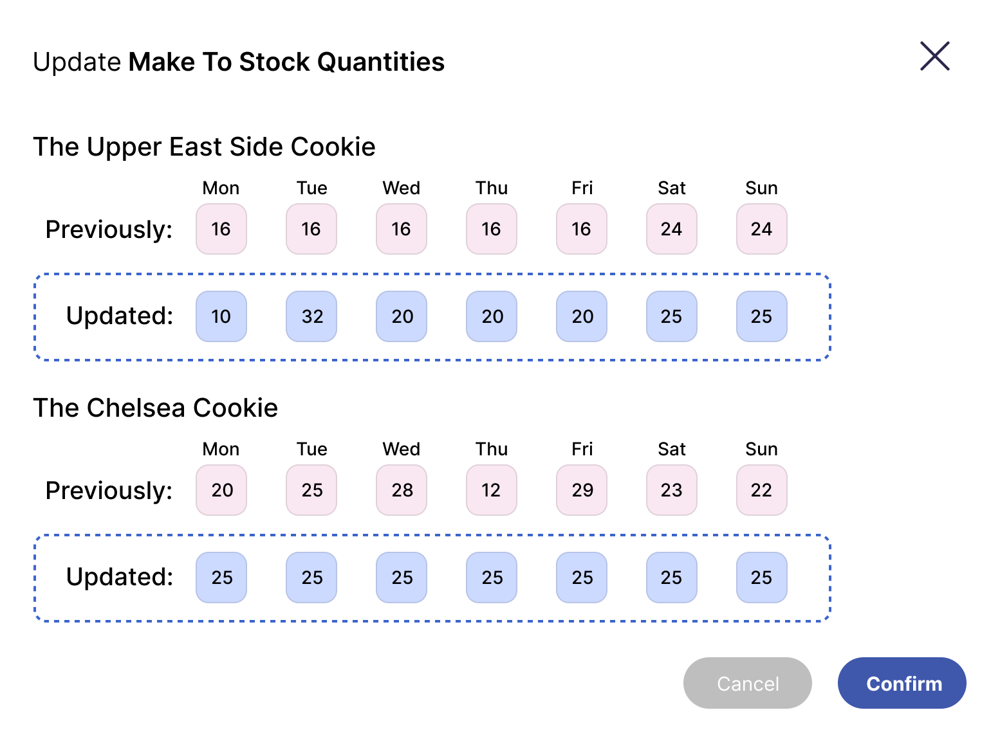 Update Make To Stock Quantities
The Upper East Side Cookie
Mon Tue Wed Thu Fri Sat Sun
Previously: 16 16 16 16 16 24 24
Updated: 10 32 20 20 20 25 25
The Chelsea Cookie
Mon Tue Wed Thu Fri Sat Sun
Previously: 20 25 28 12 29 23 22
Updated: 25 25 25 25 25 25 25
Cancel Confirm